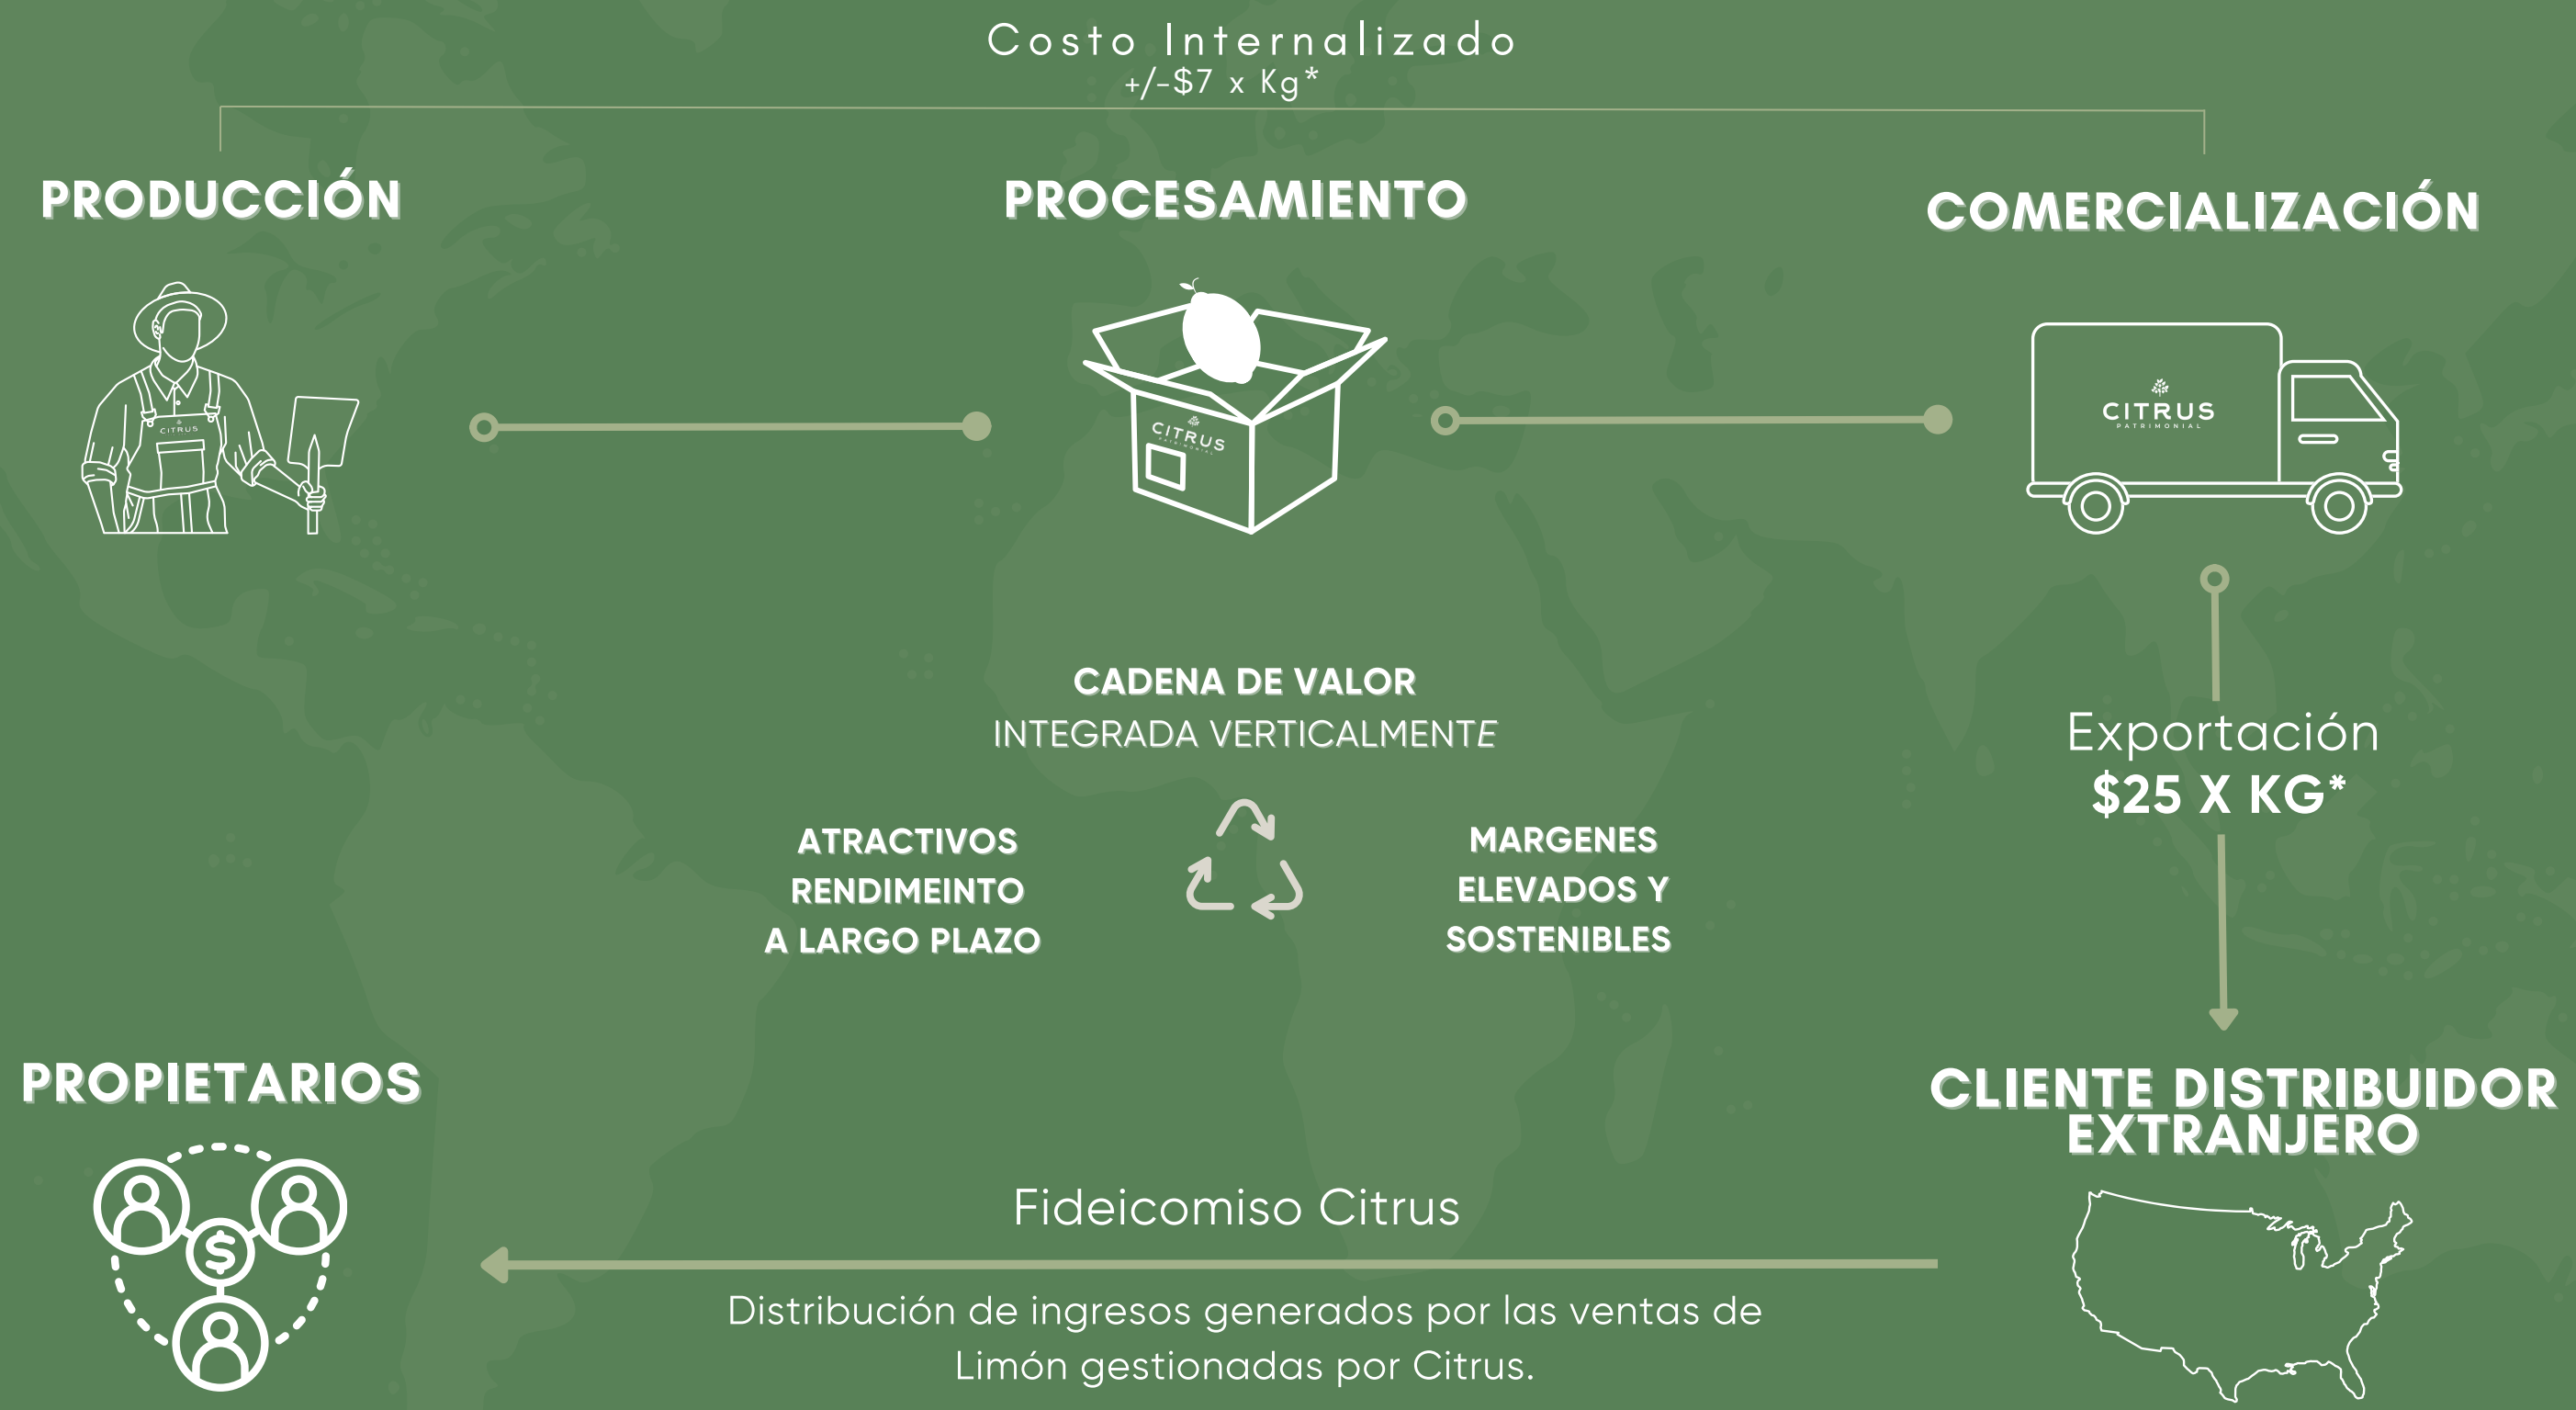 Costo Internalizado
+/-$7 x Kg*
PRODUCCIÓN
PROCESAMIENTO
COMERCIALIZACIÓN
CITRUS
CITRUS
PATRIMONIAL
CITRUS
PATRIMONIAL
CADENA DE VALOR
INTEGRADA VERTICALMENTE
Exportación
$25 X KG*
ATRACTIVOS
RENDIMEINTO
A LARGO PLAZO
MARGENES
ELEVADOS Y
SOSTENIBLES
PROPIETARIOS
$
CLIENTE DISTRIBUIDOR
EXTRANJERO
Fideicomiso Citrus
Distribución de ingresos generados por las ventas de
Limón gestionadas por Citrus.